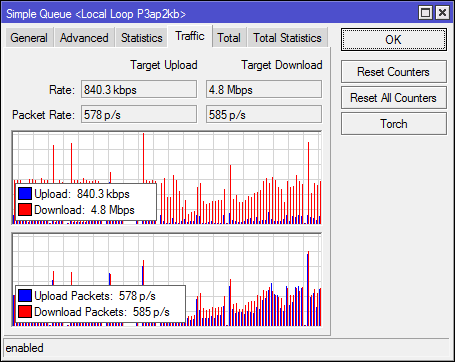 Simple Queue <Local Loop P3ap2kb>
General Advanced Statistics Traffic Total Total Statistics
Target Upload Target Download
Rate: 840.3 kbps 4.8 Mbps
Packet Rate: 578 p/s 585 p/s
Upload: 840.3 kbps
Download: 4.8 Mbps
Upload Packets: 578 p/s
Download Packets: 585 p/s
OK
Reset Counters
Reset All Counters
Torch
enabled